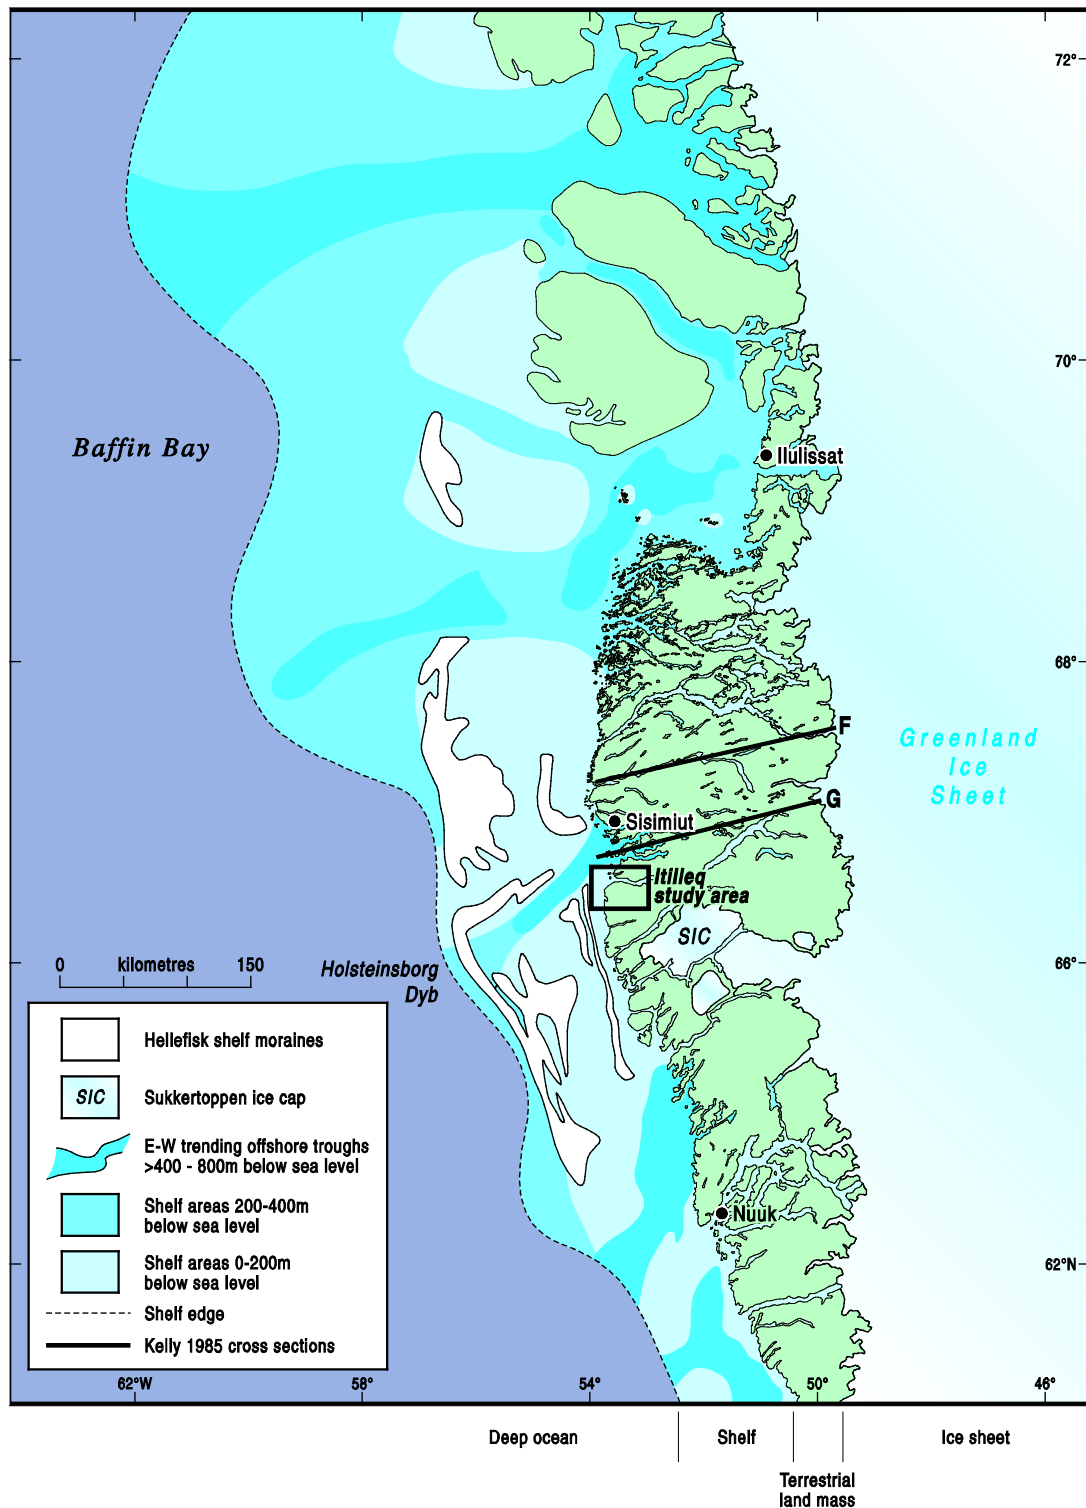 72°
70°
Baffin Bay
Ilulissat
68°
F
Greenland
Ice
Sheet
G
Sisimiut
Itilleq
study area
SIC
66°
0 kilometres 150
Holsteinsborg
Dyb
Hellefisk shelf moraines
SIC Sukkertoppen ice cap
E-W trending offshore troughs
>400 - 800m below sea level
Shelf areas 200-400m
below sea level
Nuuk
Shelf areas 0-200m
below sea level
62°N
Shelf edge
Kelly 1985 cross sections
62°W 58° 54° 50° 46°
Deep ocean Shelf Ice sheet
Terrestrial
land mass